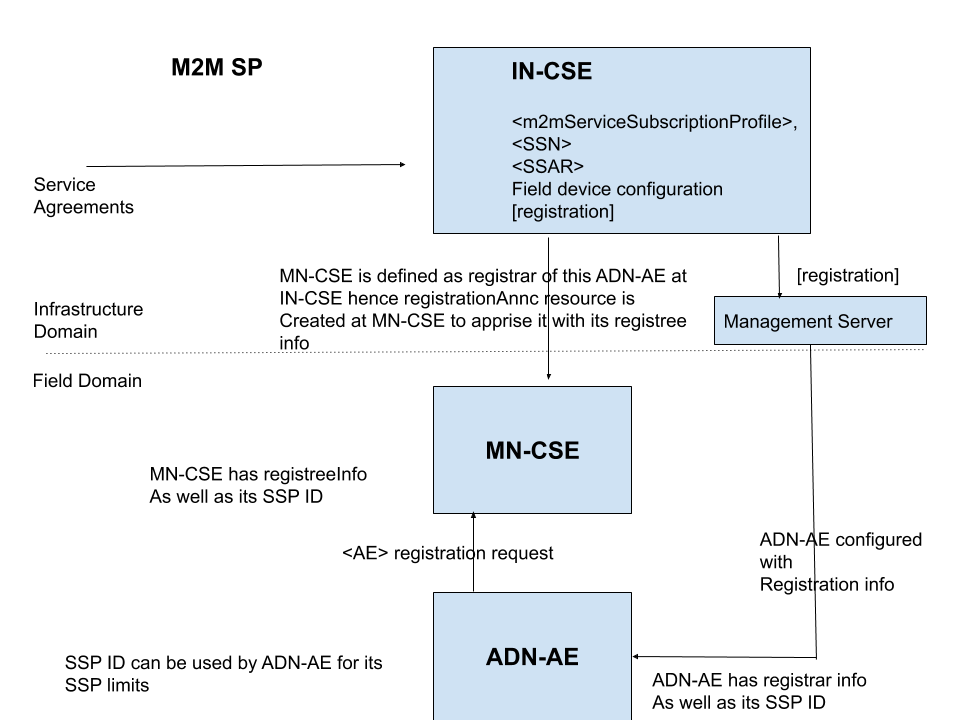 M2M SP
IN-CSE
<m2mServiceSubscriptionProfile>,
<SSN>
<SSAR>
Field device configuration
[registration]
Service
Agreements
MN-CSE is defined as registrar of this ADN-AE at
IN-CSE hence registrationAnnc resource is
Created at MN-CSE to apprise it with its registree
info
[registration]
Infrastructure
Domain
Management Server
Field Domain
MN-CSE
MN-CSE has registreeInfo
As well as its SSP ID
<AE> registration request
ADN-AE configured
with
Registration info
ADN-AE
SSP ID can be used by ADN-AE for its
SSP limits
ADN-AE has registrar info
As well as its SSP ID